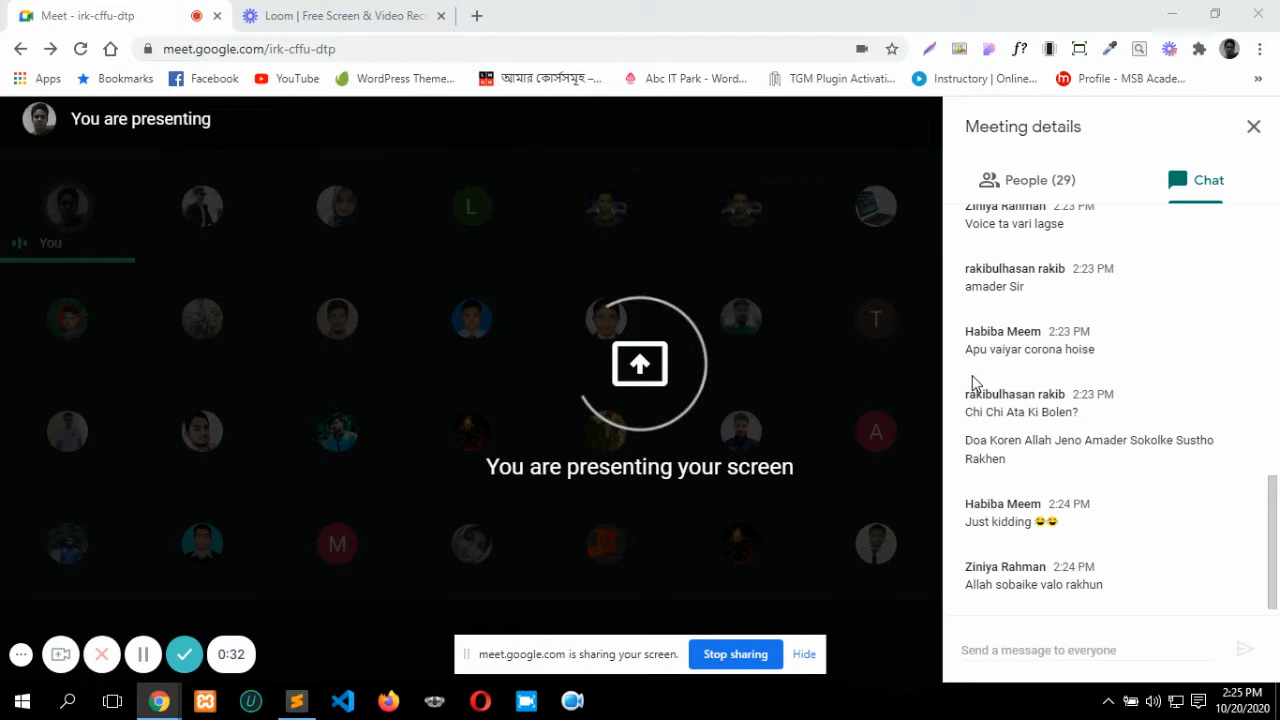 Meet - irk-cffu-dtp
Loom | Free Screen & Video Rec
meet.google.com/irk-cffu-dtp
f?
Apps
Bookmarks
Facebook
YouTube
WordPress Theme...
আমার কোর্সসমূহ –...
Abc IT Park - Word...
TGM Plugin Activati...
Instructory | Online...
Profile - MSB Acade...
»
You are presenting
Meeting details
People (29)
Chat
Ziniya Rahman 2:23 PM
Voice ta vari lagse
L
You
rakibulhasan rakib 2:23 PM
amader Sir
T
Habiba Meem 2:23 PM
Apu vaiyar corona hoise
rakibulhasan rakib 2:23 PM
Chi Chi Ata Ki Bolen?
Doa Koren Allah Jeno Amader Sokolke Sustho
Rakhen
A
You are presenting your screen
Habiba Meem 2:24 PM
Just kidding 😂😂
M
Ziniya Rahman 2:24 PM
Allah sobaike valo rakhun
0:32
meet.google.com is sharing your screen.
Stop sharing
Hide
Send a message to everyone
2:25 PM
10/20/2020